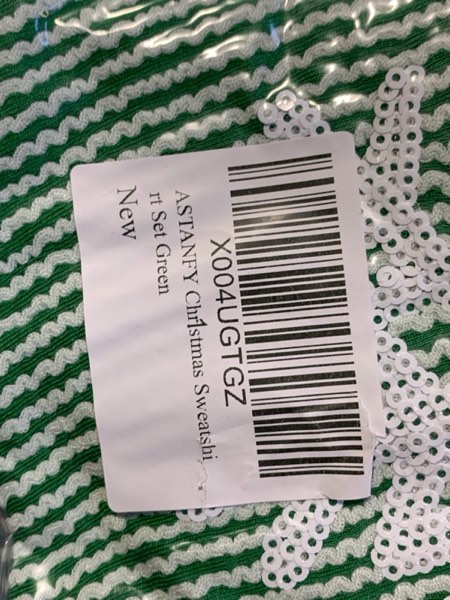 X004UGTGZ
ASTANFY Christmas Sweatshi
rt Set Green
New